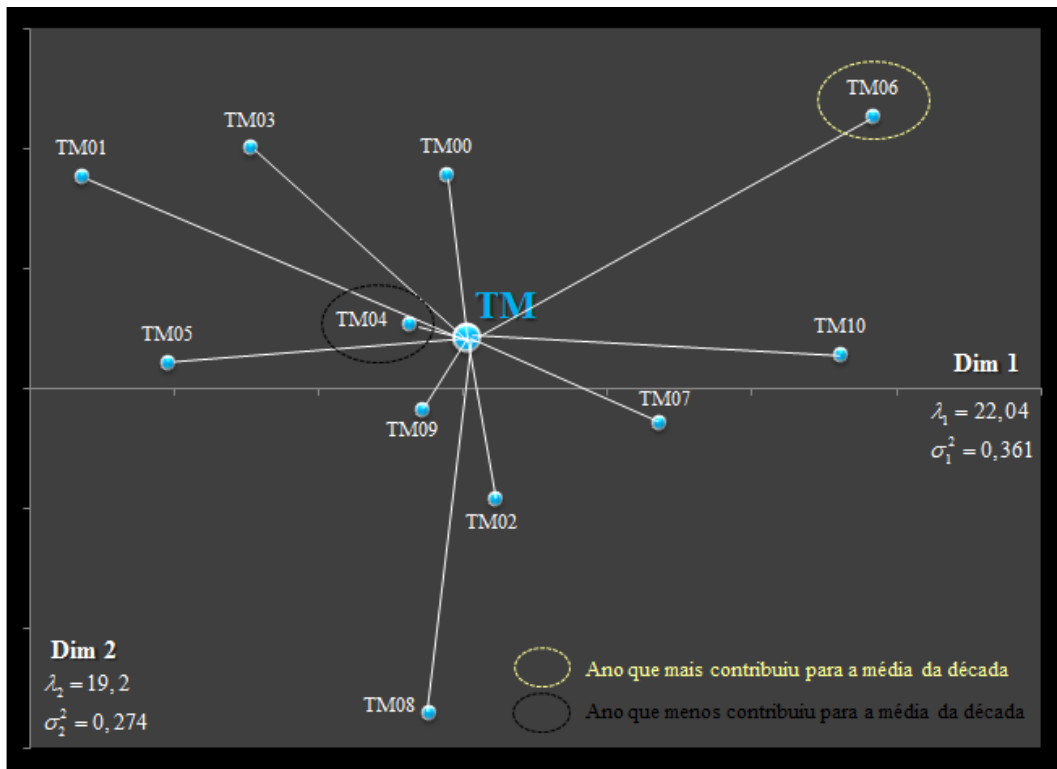 TM06
TM03
TM01
TM00
TM
TM04
TM05
TM10
Dim 1
λ₁ = 22,04
σ₁² = 0,361
TM07
TM09
TM02
Dim 2
λ₂ = 19,2
σ₂² = 0,274
TM08
Ano que mais contribuiu para a média da década
Ano que menos contribuiu para a média da década